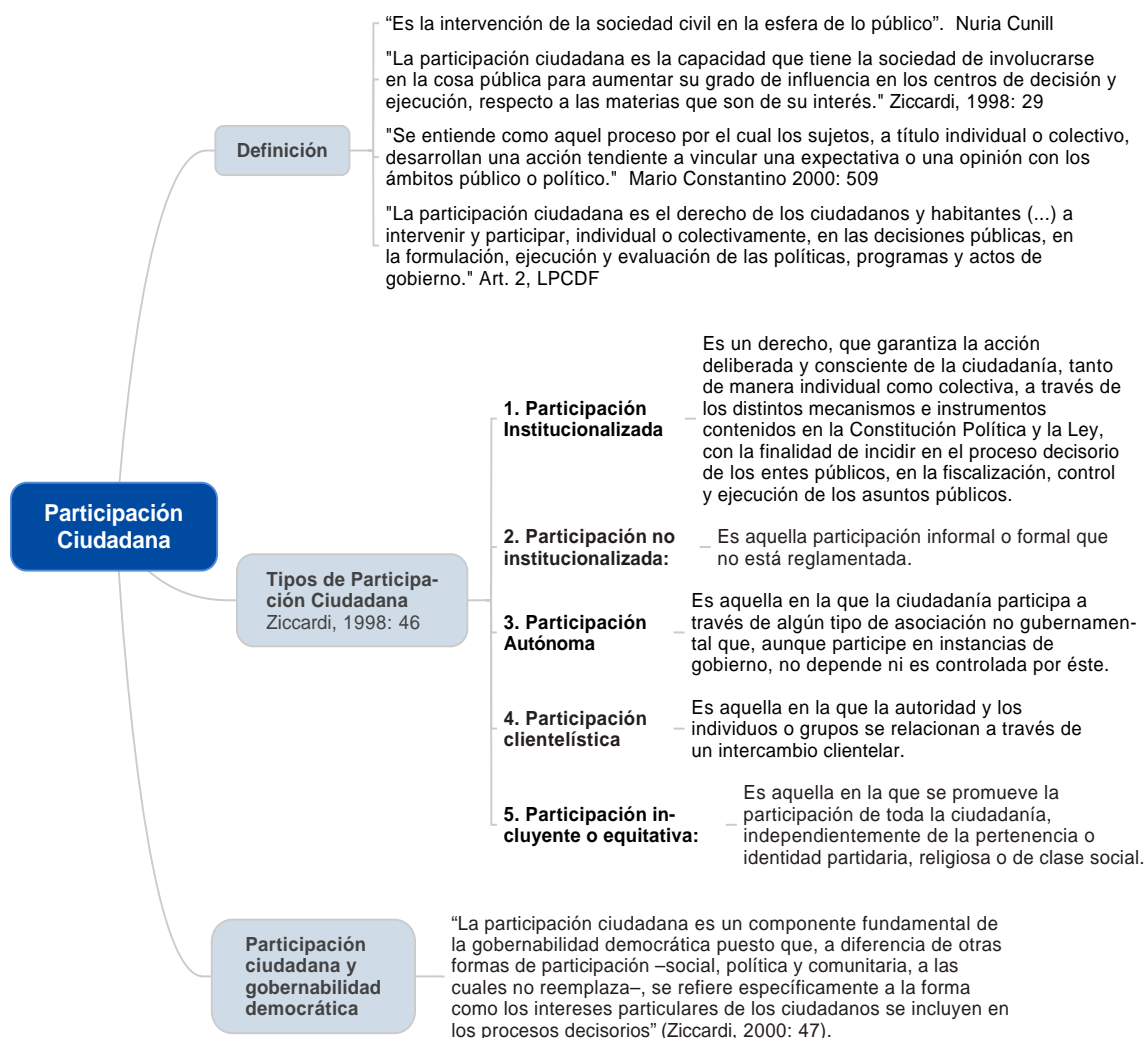 “Es la intervención de la sociedad civil en la esfera de lo público”.  Nuria Cunill
"La participación ciudadana es la capacidad que tiene la sociedad de involucrarse
en la cosa pública para aumentar su grado de influencia en los centros de decisión y
ejecución, respecto a las materias que son de su interés." Ziccardi, 1998: 29
Definición
"Se entiende como aquel proceso por el cual los sujetos, a título individual o colectivo,
desarrollan una acción tendiente a vincular una expectativa o una opinión con los
ámbitos público o político."  Mario Constantino 2000: 509
"La participación ciudadana es el derecho de los ciudadanos y habitantes (...) a
intervenir y participar, individual o colectivamente, en las decisiones públicas, en
la formulación, ejecución y evaluación de las políticas, programas y actos de
gobierno." Art. 2, LPCDF
Participación
Ciudadana
Tipos de Participa-
ción Ciudadana
Ziccardi, 1998: 46
1. Participación
Institucionalizada
Es un derecho, que garantiza la acción
deliberada y consciente de la ciudadanía, tanto
de manera individual como colectiva, a través de
los distintos mecanismos e instrumentos
contenidos en la Constitución Política y la Ley,
con la finalidad de incidir en el proceso decisorio
de los entes públicos, en la fiscalización, control
y ejecución de los asuntos públicos.
2. Participación no
institucionalizada:
Es aquella participación informal o formal que
no está reglamentada.
3. Participación
Autónoma
Es aquella en la que la ciudadanía participa a
través de algún tipo de asociación no gubernamen-
tal que, aunque participe en instancias de
gobierno, no depende ni es controlada por éste.
4. Participación
clientelística
Es aquella en la que la autoridad y los
individuos o grupos se relacionan a través de
un intercambio clientelar.
5. Participación in-
cluyente o equitativa:
Es aquella en la que se promueve la
participación de toda la ciudadanía,
independientemente de la pertenencia o
identidad partidaria, religiosa o de clase social.
Participación
ciudadana y
gobernabilidad
democrática
“La participación ciudadana es un componente fundamental de
la gobernabilidad democrática puesto que, a diferencia de otras
formas de participación –social, política y comunitaria, a las
cuales no reemplaza–, se refiere específicamente a la forma
como los intereses particulares de los ciudadanos se incluyen en
los procesos decisorios” (Ziccardi, 2000: 47).